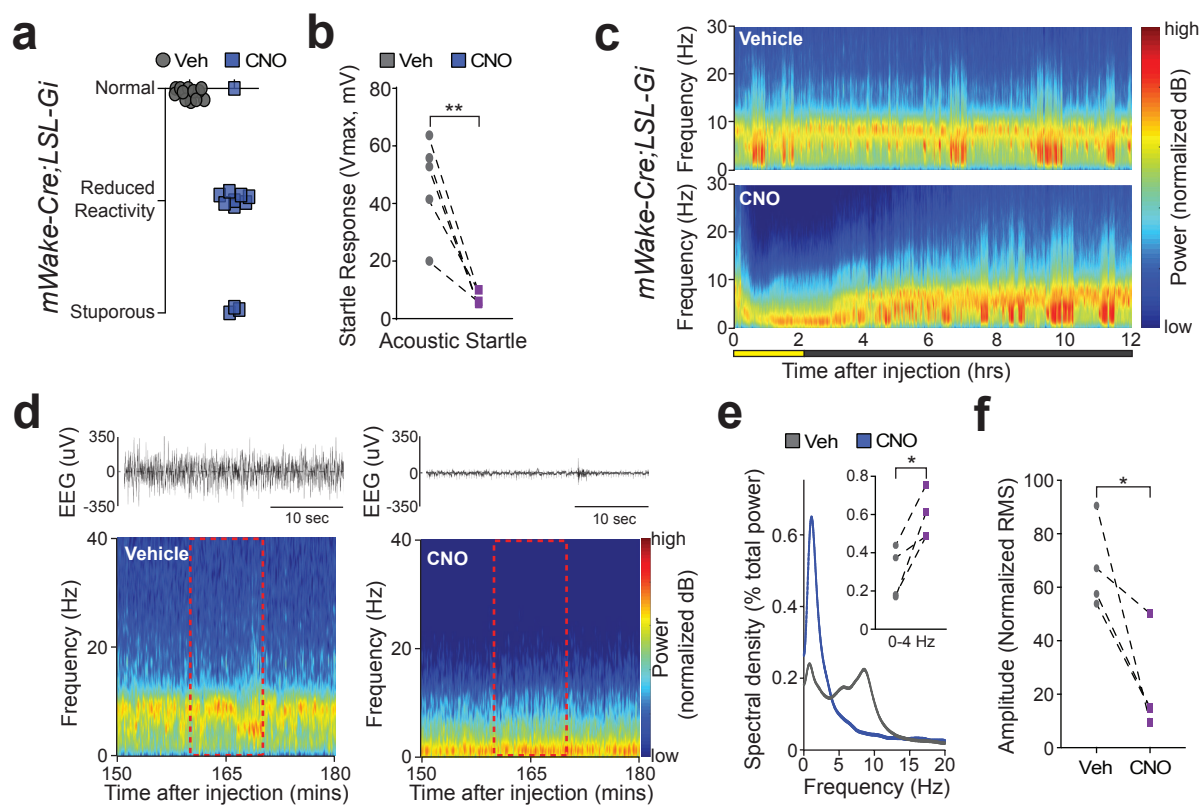 a
Veh CNO
mWake-Cre;LSL-Gi
Normal
Reduced
Reactivity
Stuporous
b
Veh CNO
Startle Response (Vmax, mV)
80
60
40
20
0
**
Acoustic Startle
c
mWake-Cre;LSL-Gi
Vehicle
Frequency (Hz)
30
20
10
0
CNO
Frequency (Hz)
30
20
10
0
0 2 4 6 8 10 12
Time after injection (hrs)
high
Power (normalized dB)
low
d
EEG (uV)
350
0
-350
10 sec
EEG (uV)
350
0
-350
10 sec
Vehicle
Frequency (Hz)
40
20
0
150 165 180
Time after injection (mins)
CNO
Frequency (Hz)
40
20
0
150 165 180
Time after injection (mins)
high
Power
(normalized dB)
low
e
Veh CNO
Spectral density (% total power)
0.6
0.4
0.2
0
0 5 10 15 20
Frequency (Hz)
*
0.8
0.6
0.4
0.2
0
0-4 Hz
f
Amplitude (Normalized RMS)
100
80
60
40
20
0
*
Veh CNO